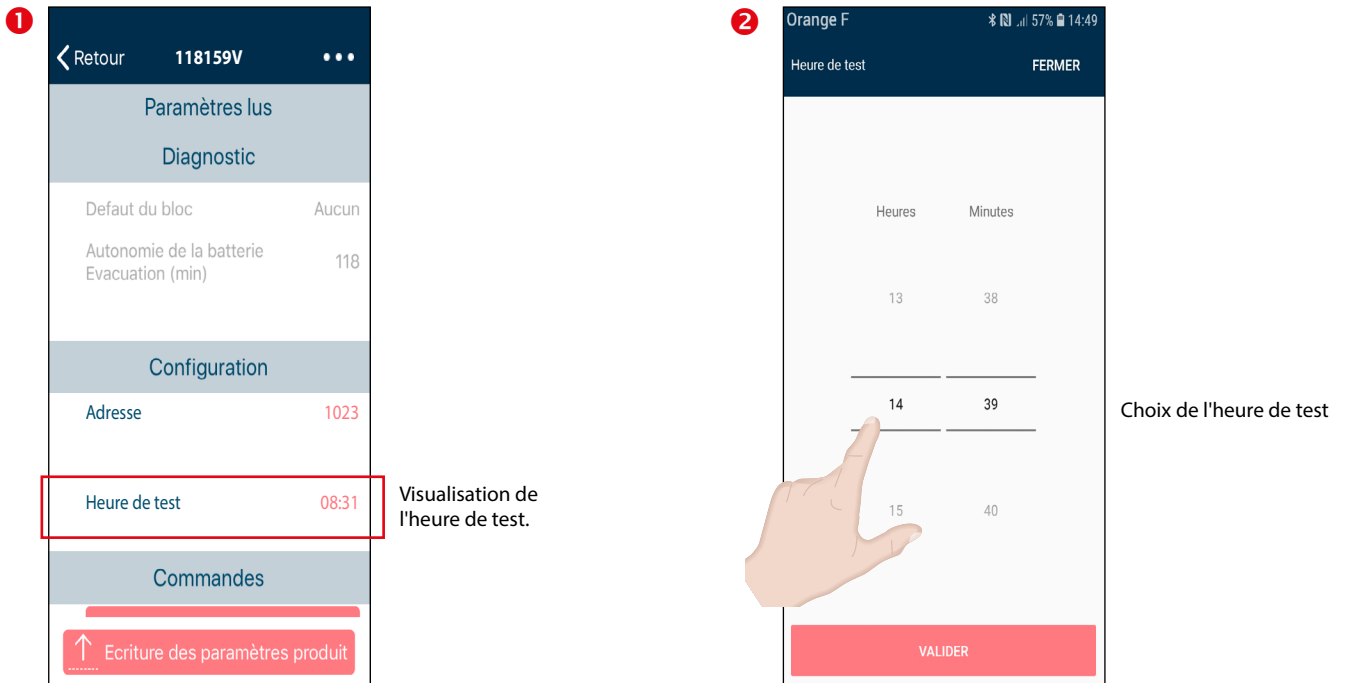 1
Retour 118159V •••
Paramètres lus
Diagnostic
Defaut du bloc Aucun
Autonomie de la batterie
Evacuation (min) 118
Configuration
Adresse 1023
Heure de test 08:31
Commandes
Ecriture des paramètres produit
Visualisation de
l'heure de test.
2
Orange F 57% 14:49
Heure de test FERMER
Heures Minutes
13 38
14 39
15 40
VALIDER
Choix de l'heure de test